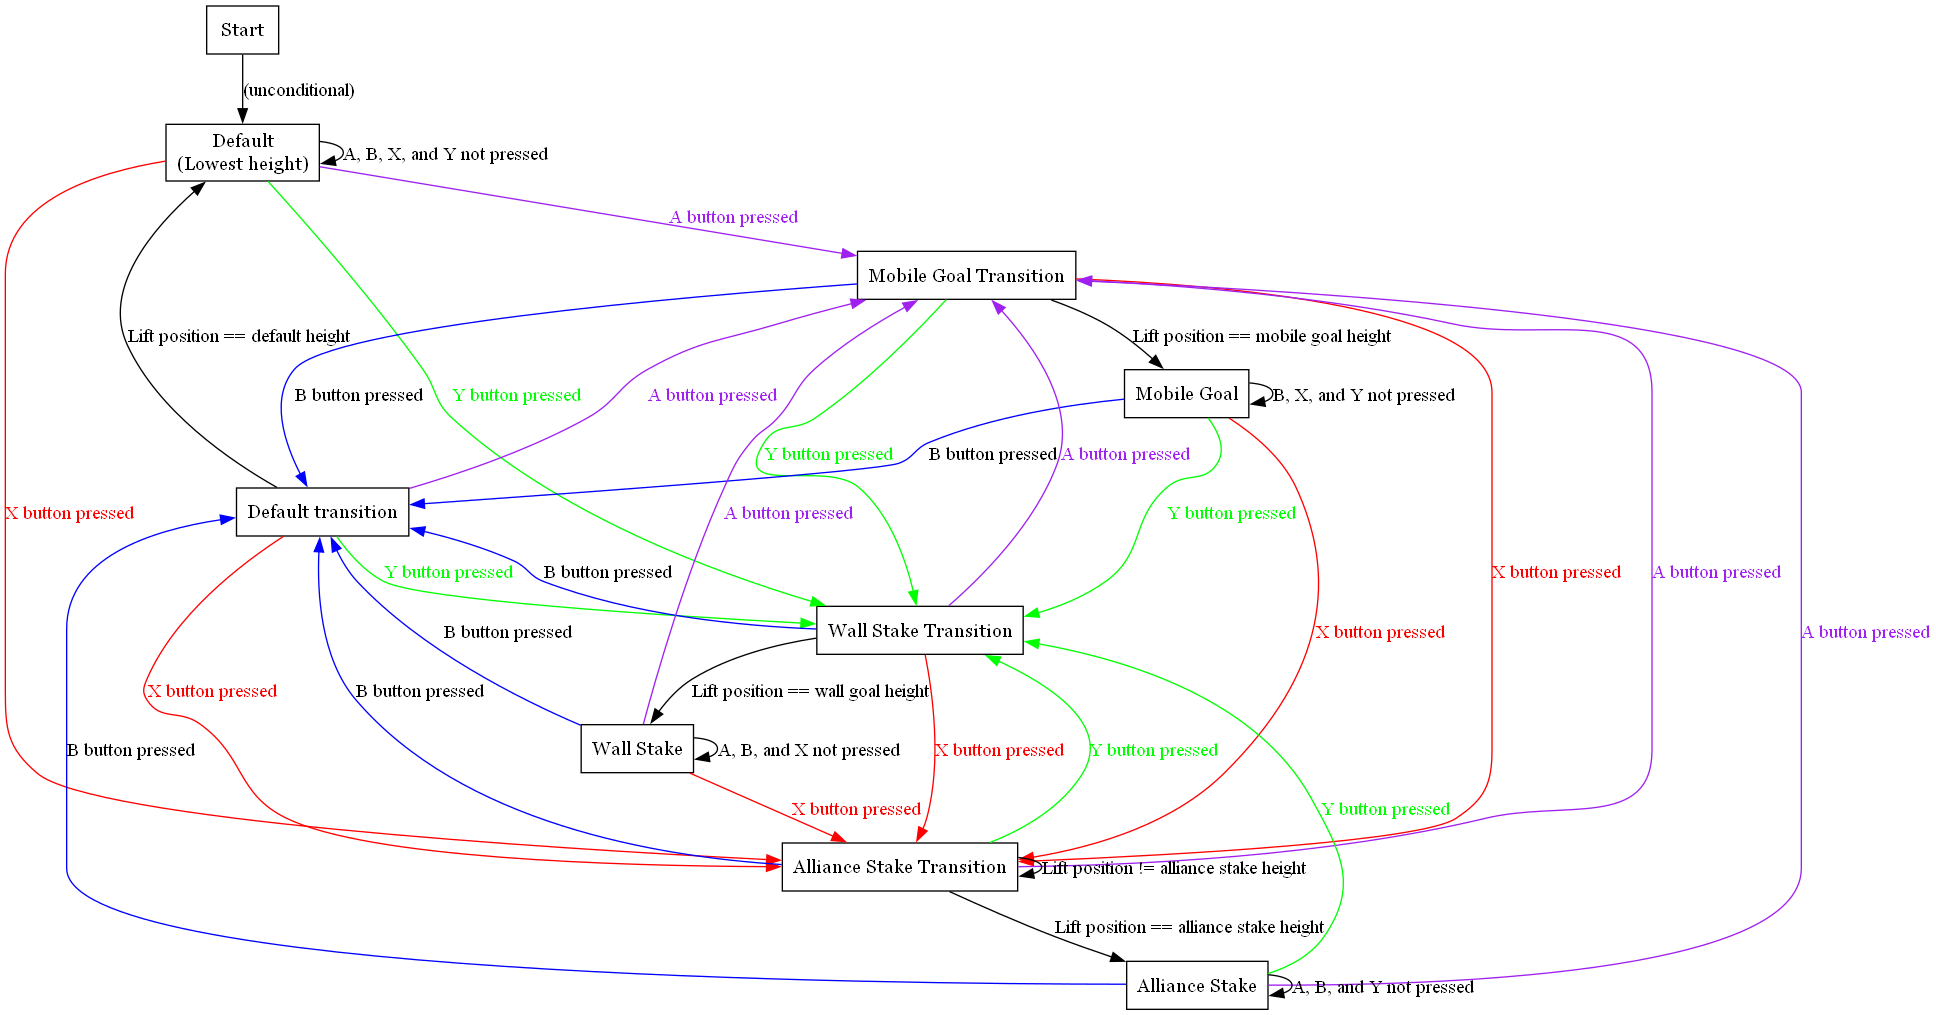 Start
(unconditional)
Default
(Lowest height)
A, B, X, and Y not pressed
A button pressed
Mobile Goal Transition
Lift position == default height
Lift position == mobile goal height
B button pressed
Y button pressed
A button pressed
Mobile Goal
B, X, and Y not pressed
Y button pressed
B button pressed
A button pressed
X button pressed
Default transition
A button pressed
Y button pressed
Y button pressed
B button pressed
X button pressed
A button pressed
B button pressed
Wall Stake Transition
X button pressed
A button pressed
X button pressed
B button pressed
Lift position == wall goal height
B button pressed
Wall Stake
A, B, and X not pressed
X button pressed
Y button pressed
X button pressed
Y button pressed
Alliance Stake Transition
Lift position != alliance stake height
Lift position == alliance stake height
Alliance Stake
A, B, and Y not pressed